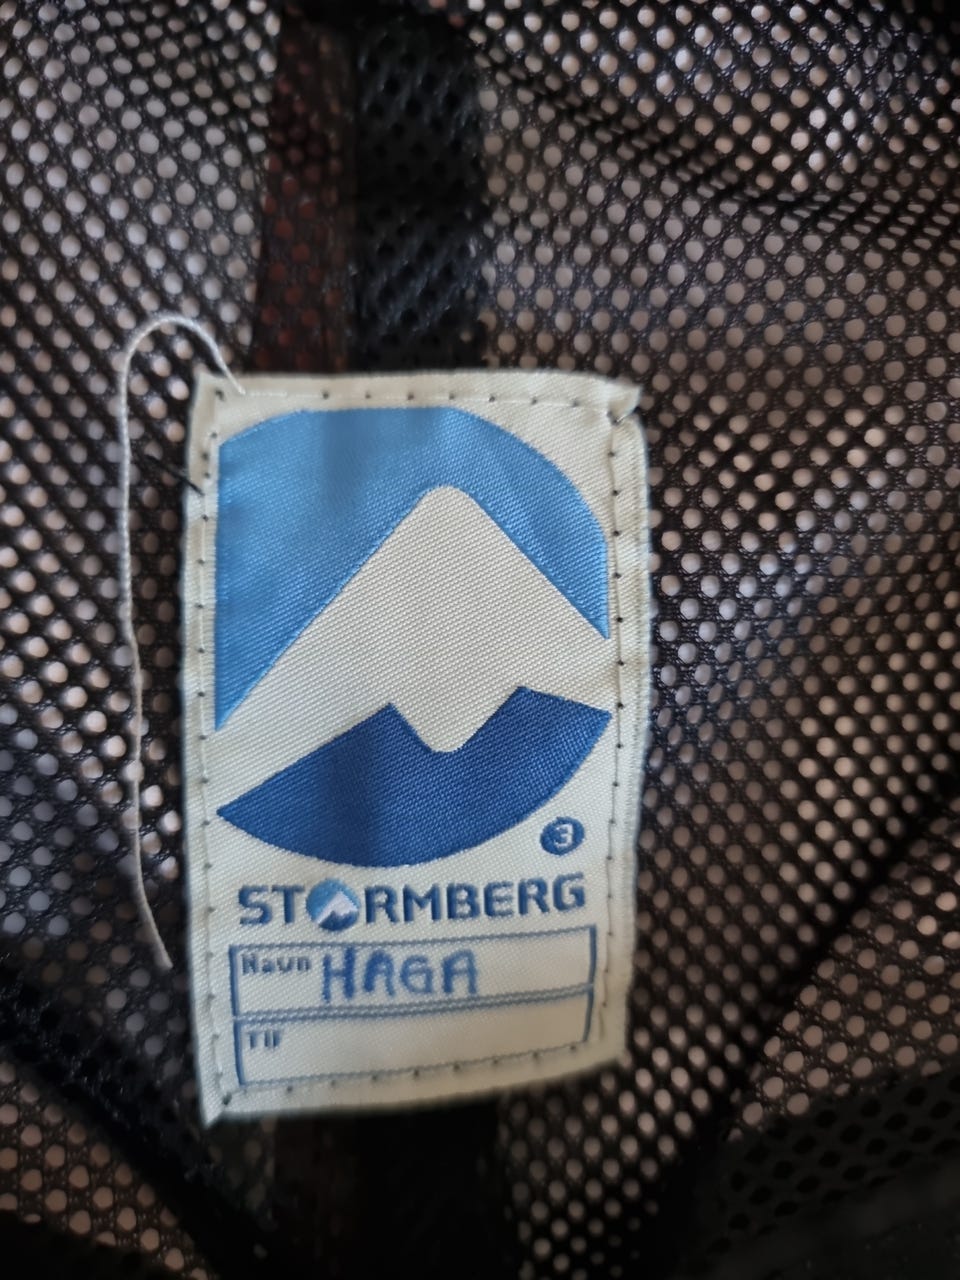 3
STORMBERG
Navn HAGA
Tlf